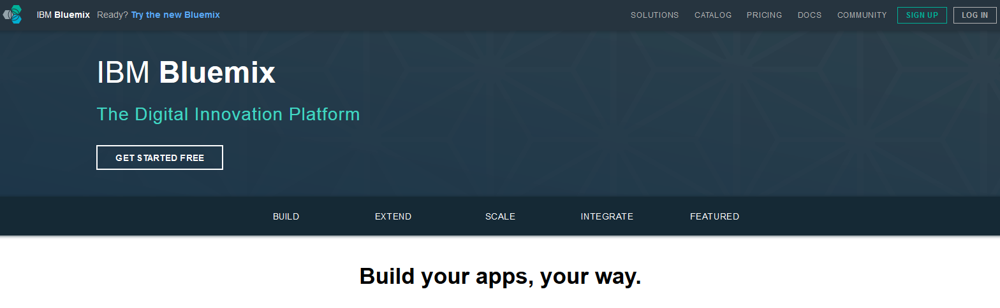 IBM Bluemix Ready? Try the new Bluemix SOLUTIONS CATALOG PRICING DOCS COMMUNITY SIGN UP LOG IN
IBM Bluemix
The Digital Innovation Platform
GET STARTED FREE
BUILD EXTEND SCALE INTEGRATE FEATURED
Build your apps, your way.